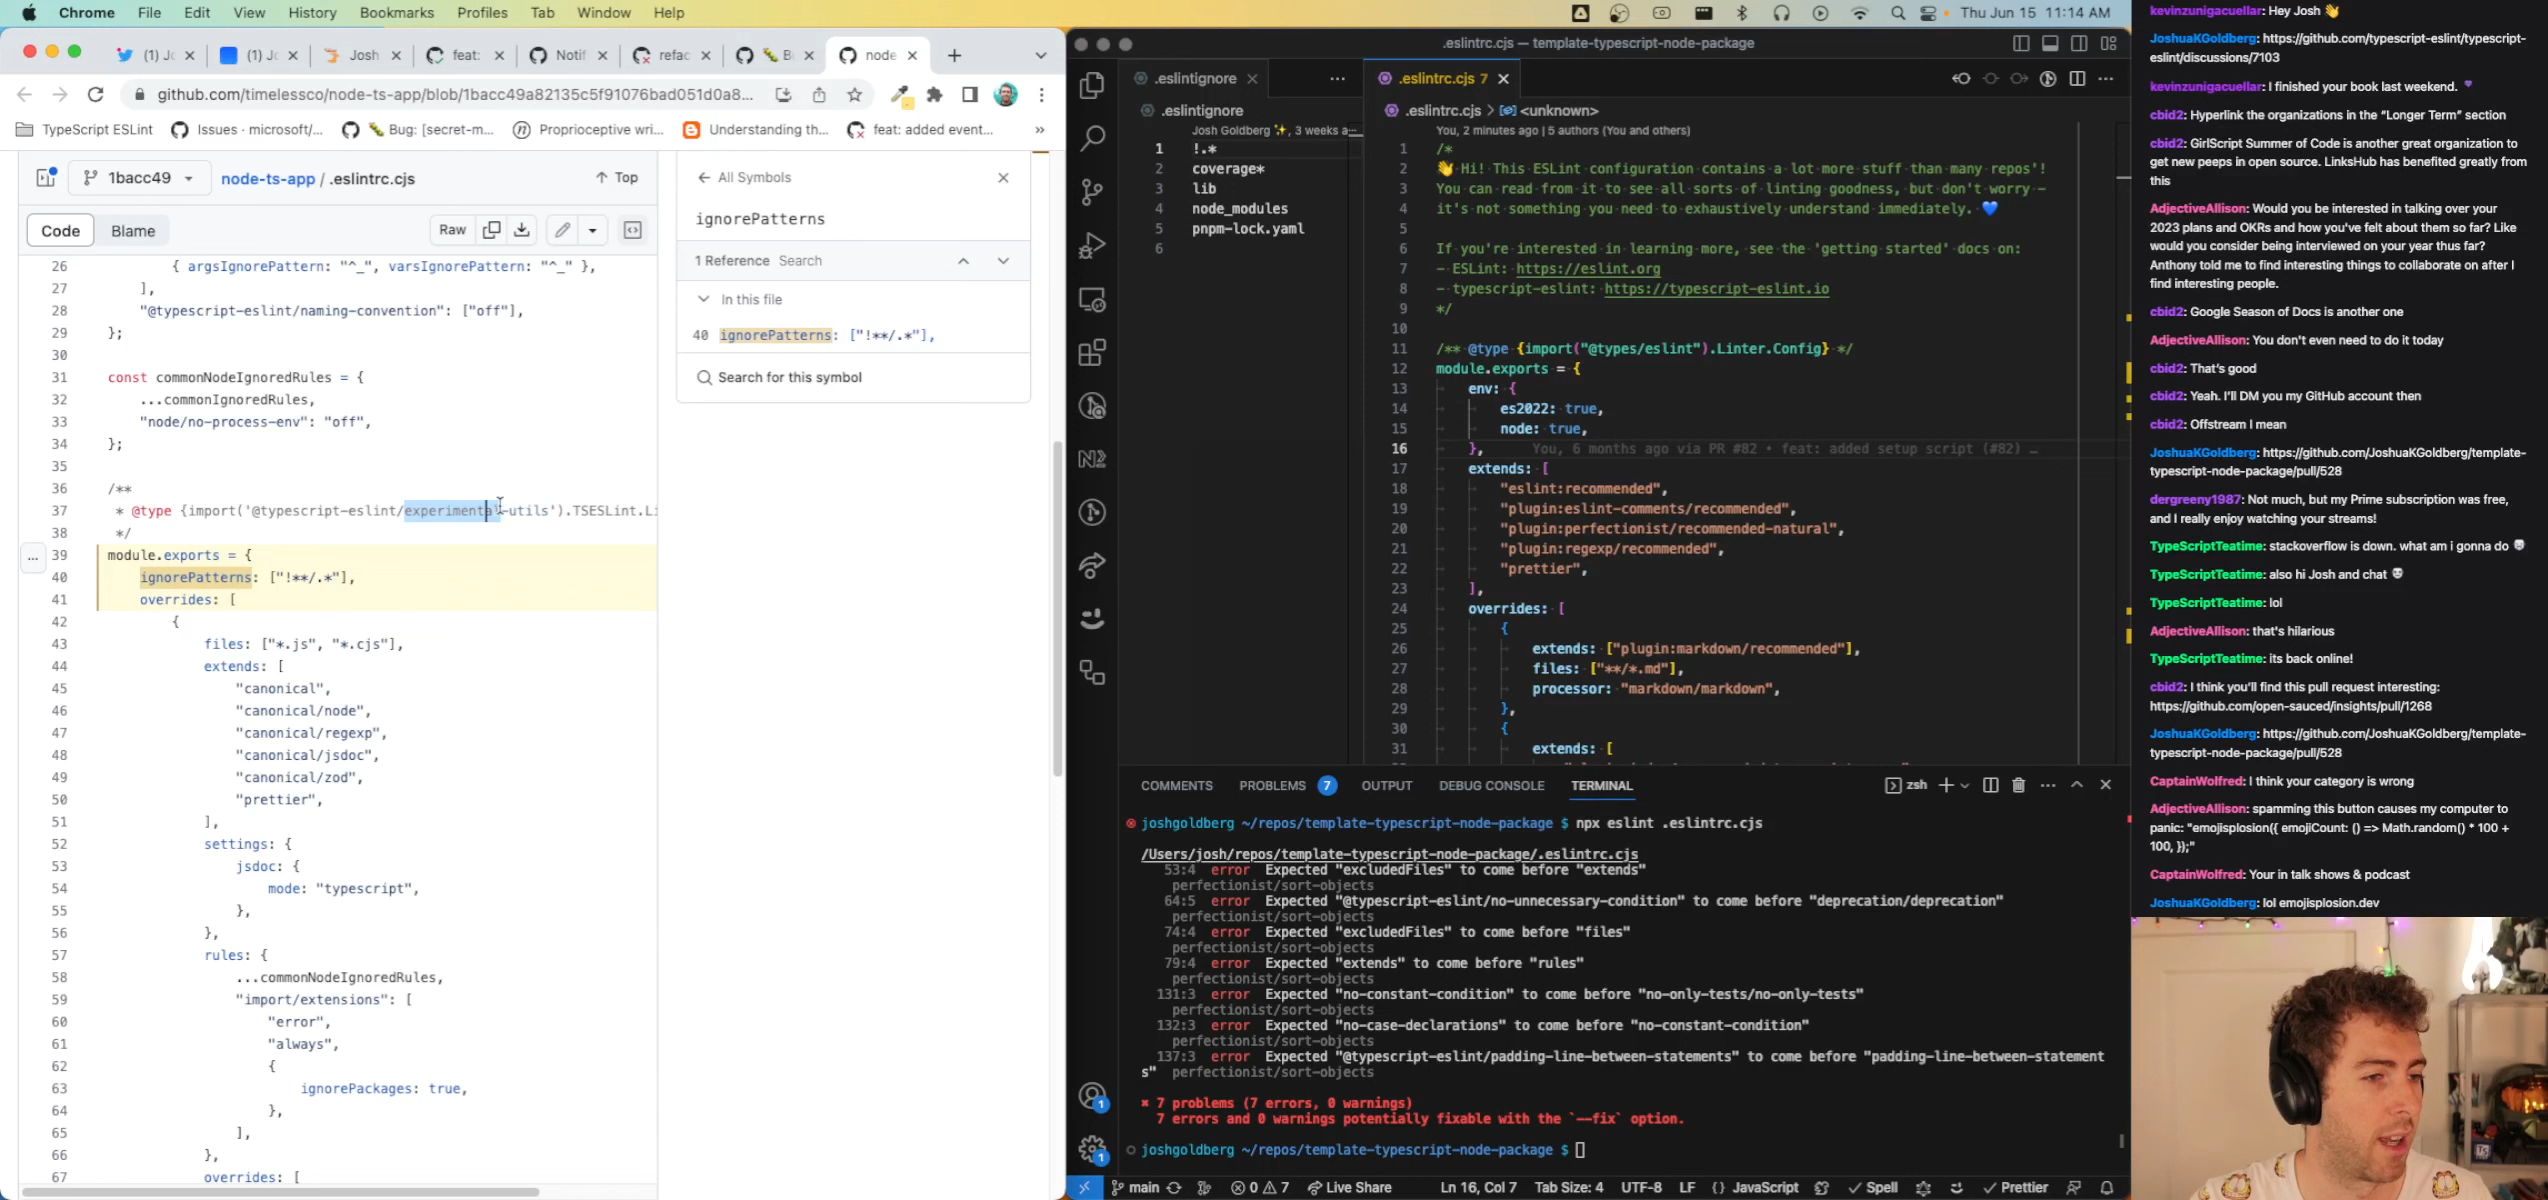 Chrome File Edit View History Bookmarks Profiles Tab Window Help
Thu Jun 15 11:14 AM
(1) Jc
(1) Jc
Josh
feat:
Notif
refac
node
github.com/timelessco/node-ts-app/blob/1bacc49a82135c5f91076bad051d0a8...
TypeScript ESLint
Issues · microsoft/...
Bug: [secret-m...
Proprioceptive wri...
Understanding th...
feat: added event...
»
1bacc49
node-ts-app / .eslintrc.cjs
Top
Code
Blame
Raw
26 { argsIgnorePattern: "^_", varsIgnorePattern: "^_" },
27 ],
28 "@typescript-eslint/naming-convention": ["off"],
29 };
30
31 const commonNodeIgnoredRules = {
32 ...commonIgnoredRules,
33 "node/no-process-env": "off",
34 };
35
36 /**
37 * @type {import('@typescript-eslint/experimental-utils').TSESLint.Li
38 */
39 module.exports = {
40 ignorePatterns: ["!**/.*"],
41 overrides: [
42 {
43 files: ["*.js", "*.cjs"],
44 extends: [
45 "canonical",
46 "canonical/node",
47 "canonical/regexp",
48 "canonical/jsdoc",
49 "canonical/zod",
50 "prettier",
51 ],
52 settings: {
53 jsdoc: {
54 mode: "typescript",
55 },
56 },
57 rules: {
58 ...commonNodeIgnoredRules,
59 "import/extensions": [
60 "error",
61 "always",
62 {
63 ignorePackages: true,
64 },
65 ],
66 },
67 overrides: [
All Symbols
ignorePatterns
1 Reference Search
In this file
40 ignorePatterns: ["!**/.*"],
Search for this symbol
.eslintrc.cjs — template-typescript-node-package
.eslintignore
.eslintignore
Josh Goldberg ✨, 3 weeks a...
1 !.*
2 coverage*
3 lib
4 node_modules
5 pnpm-lock.yaml
6
.eslintrc.cjs 7
.eslintrc.cjs > <unknown>
You, 2 minutes ago | 5 authors (You and others)
1 /*
2 👋 Hi! This ESLint configuration contains a lot more stuff than many repos'!
3 You can read from it to see all sorts of linting goodness, but don't worry -
4 it's not something you need to exhaustively understand immediately. 💙
5
6 If you're interested in learning more, see the 'getting started' docs on:
7 - ESLint: https://eslint.org
8 - typescript-eslint: https://typescript-eslint.io
9 */
10
11 /** @type {import("@types/eslint").Linter.Config} */
12 module.exports = {
13 env: {
14 es2022: true,
15 node: true,
16 }, You, 6 months ago via PR #82 • feat: added setup script (#82) …
17 extends: [
18 "eslint:recommended",
19 "plugin:eslint-comments/recommended",
20 "plugin:perfectionist/recommended-natural",
21 "plugin:regexp/recommended",
22 "prettier",
23 ],
24 overrides: [
25 {
26 extends: ["plugin:markdown/recommended"],
27 files: ["**/*.md"],
28 processor: "markdown/markdown",
29 },
30 {
31 extends: [
COMMENTS PROBLEMS 7 OUTPUT DEBUG CONSOLE TERMINAL
zsh
joshgoldberg ~/repos/template-typescript-node-package $ npx eslint .eslintrc.cjs
/Users/josh/repos/template-typescript-node-package/.eslintrc.cjs
53:4 error Expected "excludedFiles" to come before "extends"
perfectionist/sort-objects
64:5 error Expected "@typescript-eslint/no-unnecessary-condition" to come before "deprecation/deprecation"
perfectionist/sort-objects
74:4 error Expected "excludedFiles" to come before "files"
perfectionist/sort-objects
79:4 error Expected "extends" to come before "rules"
perfectionist/sort-objects
131:3 error Expected "no-constant-condition" to come before "no-only-tests/no-only-tests"
perfectionist/sort-objects
132:3 error Expected "no-case-declarations" to come before "no-constant-condition"
perfectionist/sort-objects
137:3 error Expected "@typescript-eslint/padding-line-between-statements" to come before "padding-line-between-statement
s" perfectionist/sort-objects
✖ 7 problems (7 errors, 0 warnings)
7 errors and 0 warnings potentially fixable with the `--fix` option.
joshgoldberg ~/repos/template-typescript-node-package $
main 0 7 Live Share Ln 16, Col 7 Tab Size: 4 UTF-8 LF {} JavaScript Spell Prettier
kevinzunigacuellar: Hey Josh 👋
JoshuaKGoldberg: https://github.com/typescript-eslint/typescript-
eslint/discussions/7103
kevinzunigacuellar: I finished your book last weekend. 💜
cbid2: Hyperlink the organizations in the “Longer Term” section
cbid2: GirlScript Summer of Code is another great organization to
get new peeps in open source. LinksHub has benefited greatly from
this
AdjectiveAllison: Would you be interested in talking over your
2023 plans and OKRs and how you've felt about them so far? Like
would you consider being interviewed on your year thus far?
Anthony told me to find interesting things to collaborate on after I
find interesting people.
cbid2: Google Season of Docs is another one
AdjectiveAllison: You don't even need to do it today
cbid2: That’s good
cbid2: Yeah. I’ll DM you my GitHub account then
cbid2: Offstream I mean
JoshuaKGoldberg: https://github.com/JoshuaKGoldberg/template-
typescript-node-package/pull/528
dergreeny1987: Not much, but my Prime subscription was free,
and I really enjoy watching your streams!
TypeScriptTeatime: stackoverflow is down. what am i gonna do
TypeScriptTeatime: also hi Josh and chat
TypeScriptTeatime: lol
AdjectiveAllison: that's hilarious
TypeScriptTeatime: its back online!
cbid2: I think you’ll find this pull request interesting:
https://github.com/open-sauced/insights/pull/1268
JoshuaKGoldberg: https://github.com/JoshuaKGoldberg/template-
typescript-node-package/pull/528
CaptainWolfred: I think your category is wrong
AdjectiveAllison: spamming this button causes my computer to
panic: "emojisplosion({ emojiCount: () => Math.random() * 100 +
100, });"
CaptainWolfred: Your in talk shows & podcast
JoshuaKGoldberg: lol emojisplosion.dev